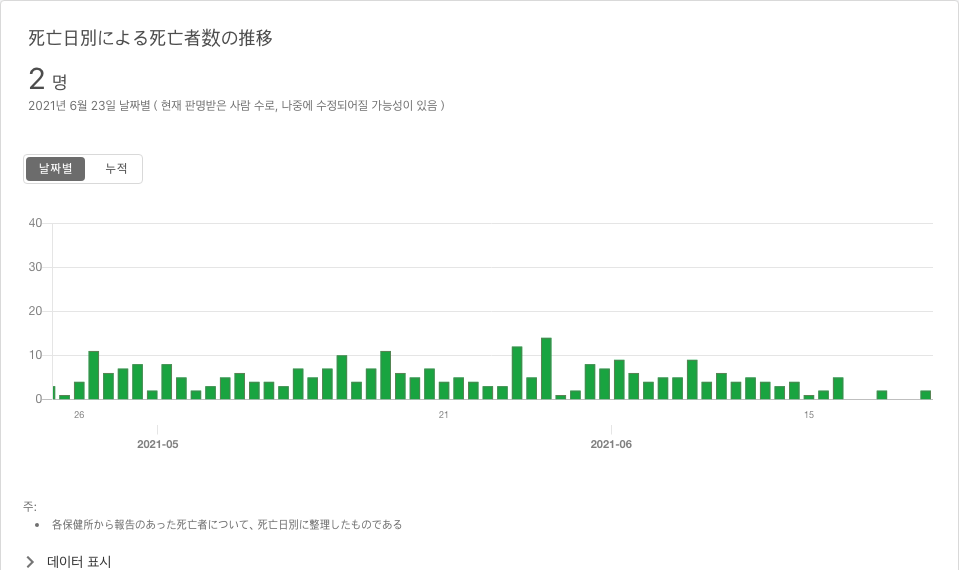 死亡日別による死亡者数の推移
2 명
2021년 6월 23일 날짜별 ( 현재 판명받은 사람 수로, 나중에 수정되어질 가능성이 있음 )
날짜별 누적
40
30
20
10
0
26 21 15
2021-05 2021-06
주:
• 各保健所から報告のあった死亡者について、死亡日別に整理したものである
데이터 표시